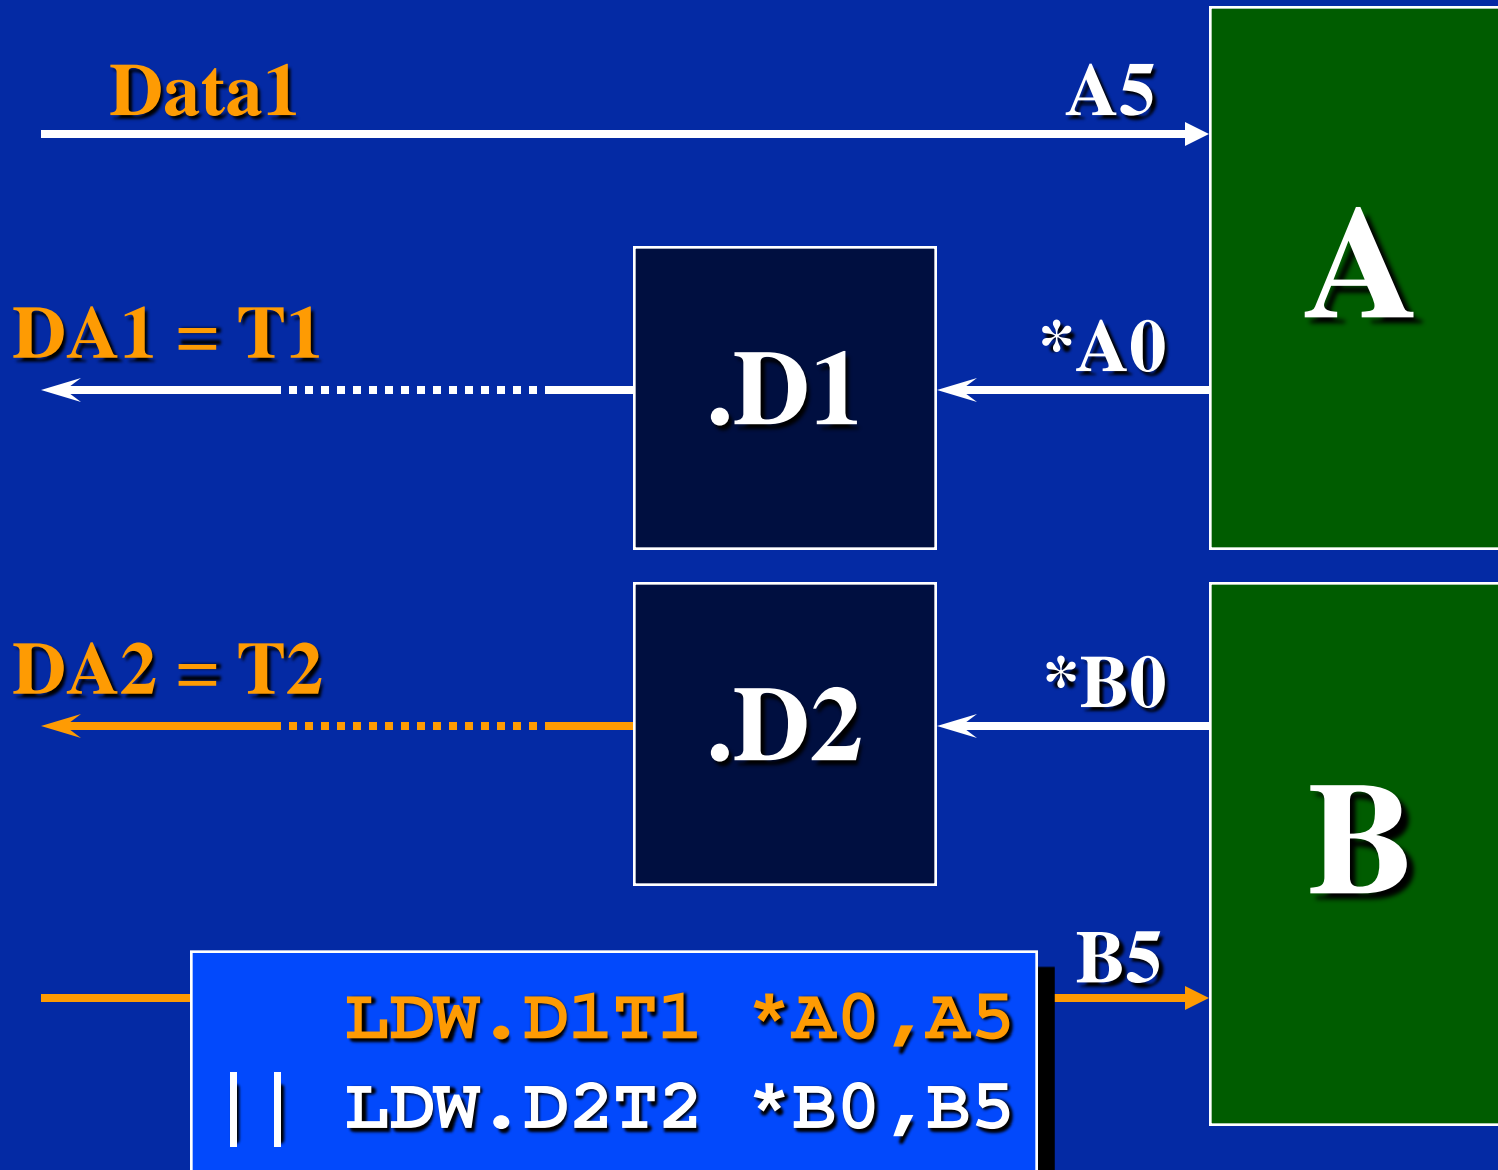 Data1
A5
A
DA1 = T1
*A0
.D1
DA2 = T2
*B0
.D2
B
B5
LDW.D1T1 *A0,A5
|| LDW.D2T2 *B0,B5